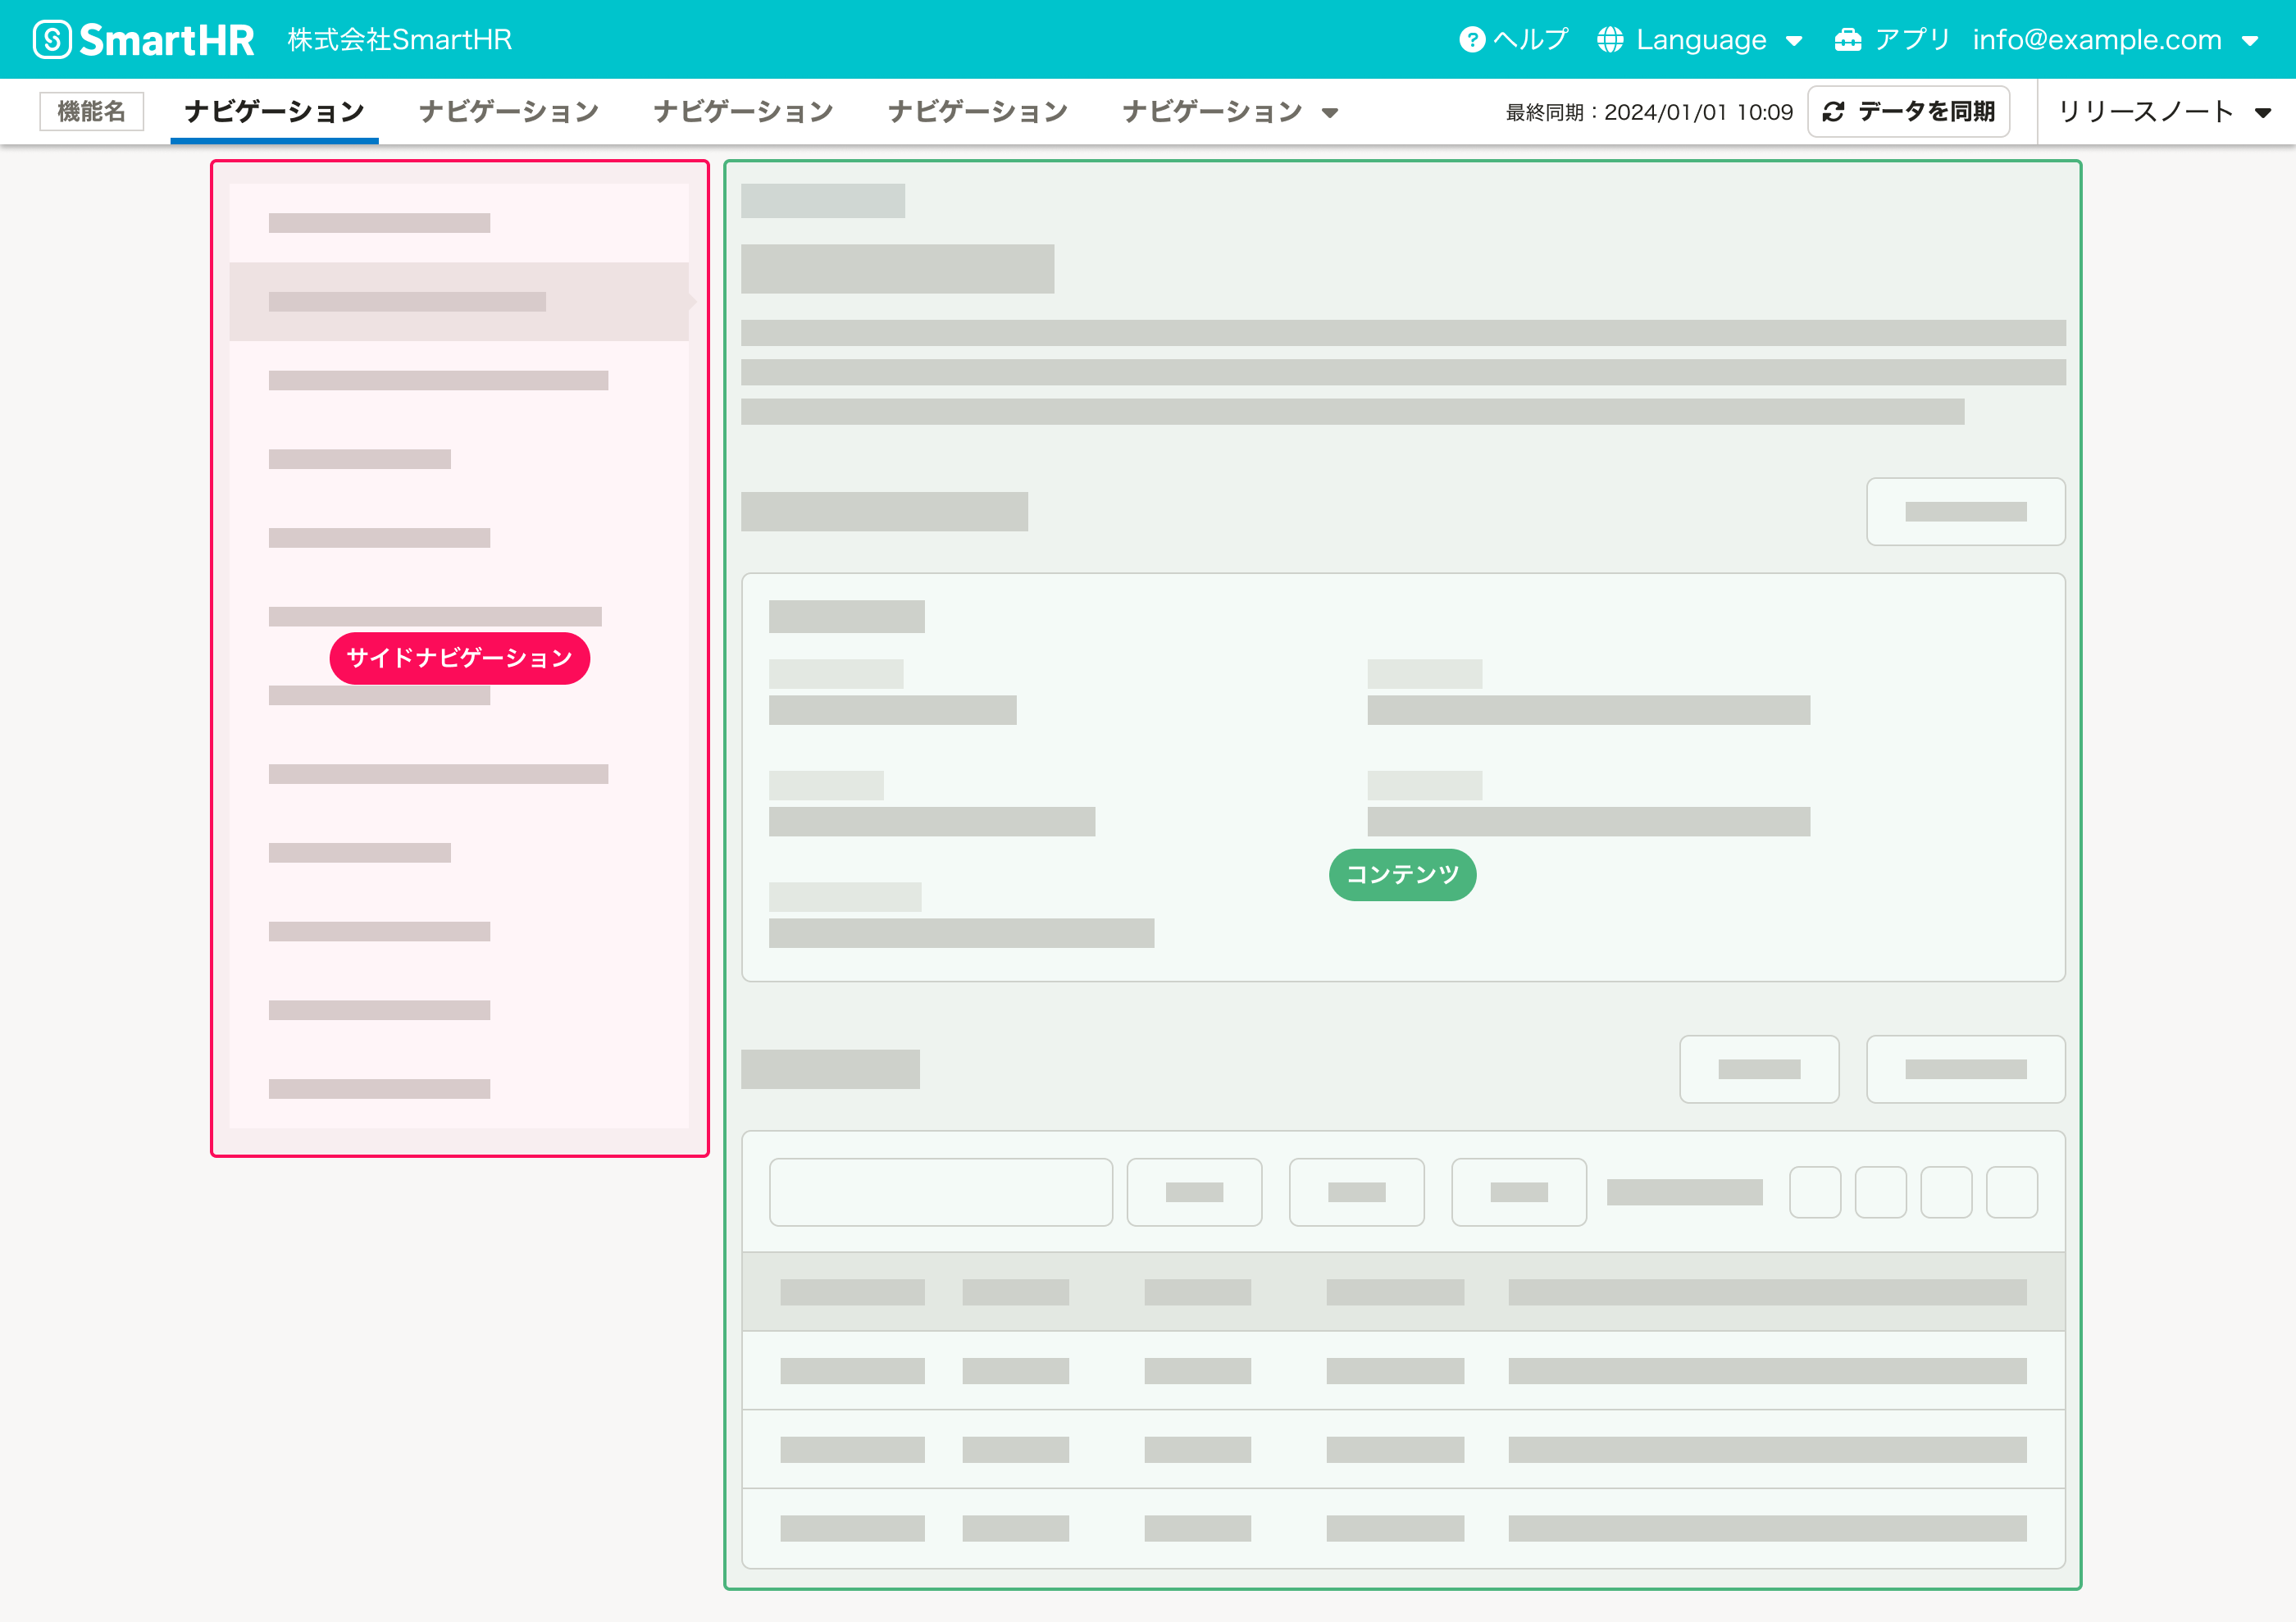 SmartHR 株式会社SmartHR ヘルプ Language アプリ info@example.com
機能名 ナビゲーション ナビゲーション ナビゲーション ナビゲーション ナビゲーション 最終同期：2024/01/01 10:09 データを同期 リリースノート
サイドナビゲーション
コンテンツ